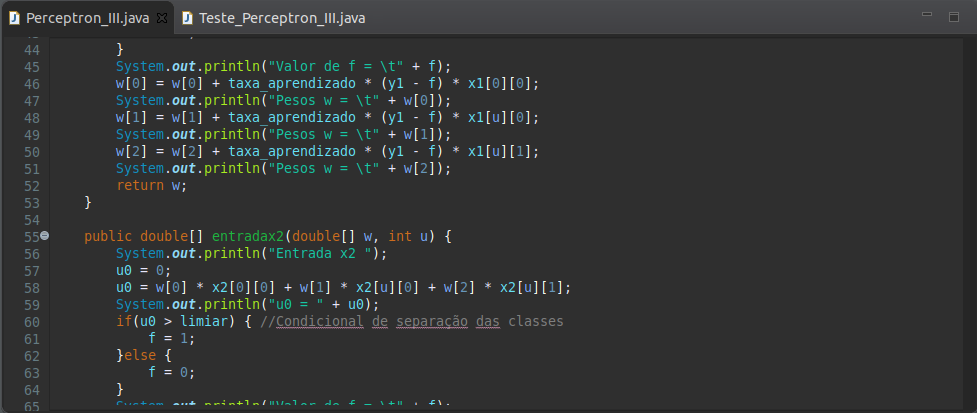 Perceptron_III.java Teste_Perceptron_III.java
44 }
45 System.out.println("Valor de f = \t" + f);
46 w[0] = w[0] + taxa_aprendizado * (y1 - f) * x1[0][0];
47 System.out.println("Pesos w = \t" + w[0]);
48 w[1] = w[1] + taxa_aprendizado * (y1 - f) * x1[u][0];
49 System.out.println("Pesos w = \t" + w[1]);
50 w[2] = w[2] + taxa_aprendizado * (y1 - f) * x1[u][1];
51 System.out.println("Pesos w = \t" + w[2]);
52 return w;
53 }
54
55 public double[] entradax2(double[] w, int u) {
56 System.out.println("Entrada x2 ");
57 u0 = 0;
58 u0 = w[0] * x2[0][0] + w[1] * x2[u][0] + w[2] * x2[u][1];
59 System.out.println("u0 = " + u0);
60 if(u0 > limiar) { //Condicional de separação das classes
61 f = 1;
62 }else {
63 f = 0;
64 }
65 System.out.println("Valor de f = \t" + f);